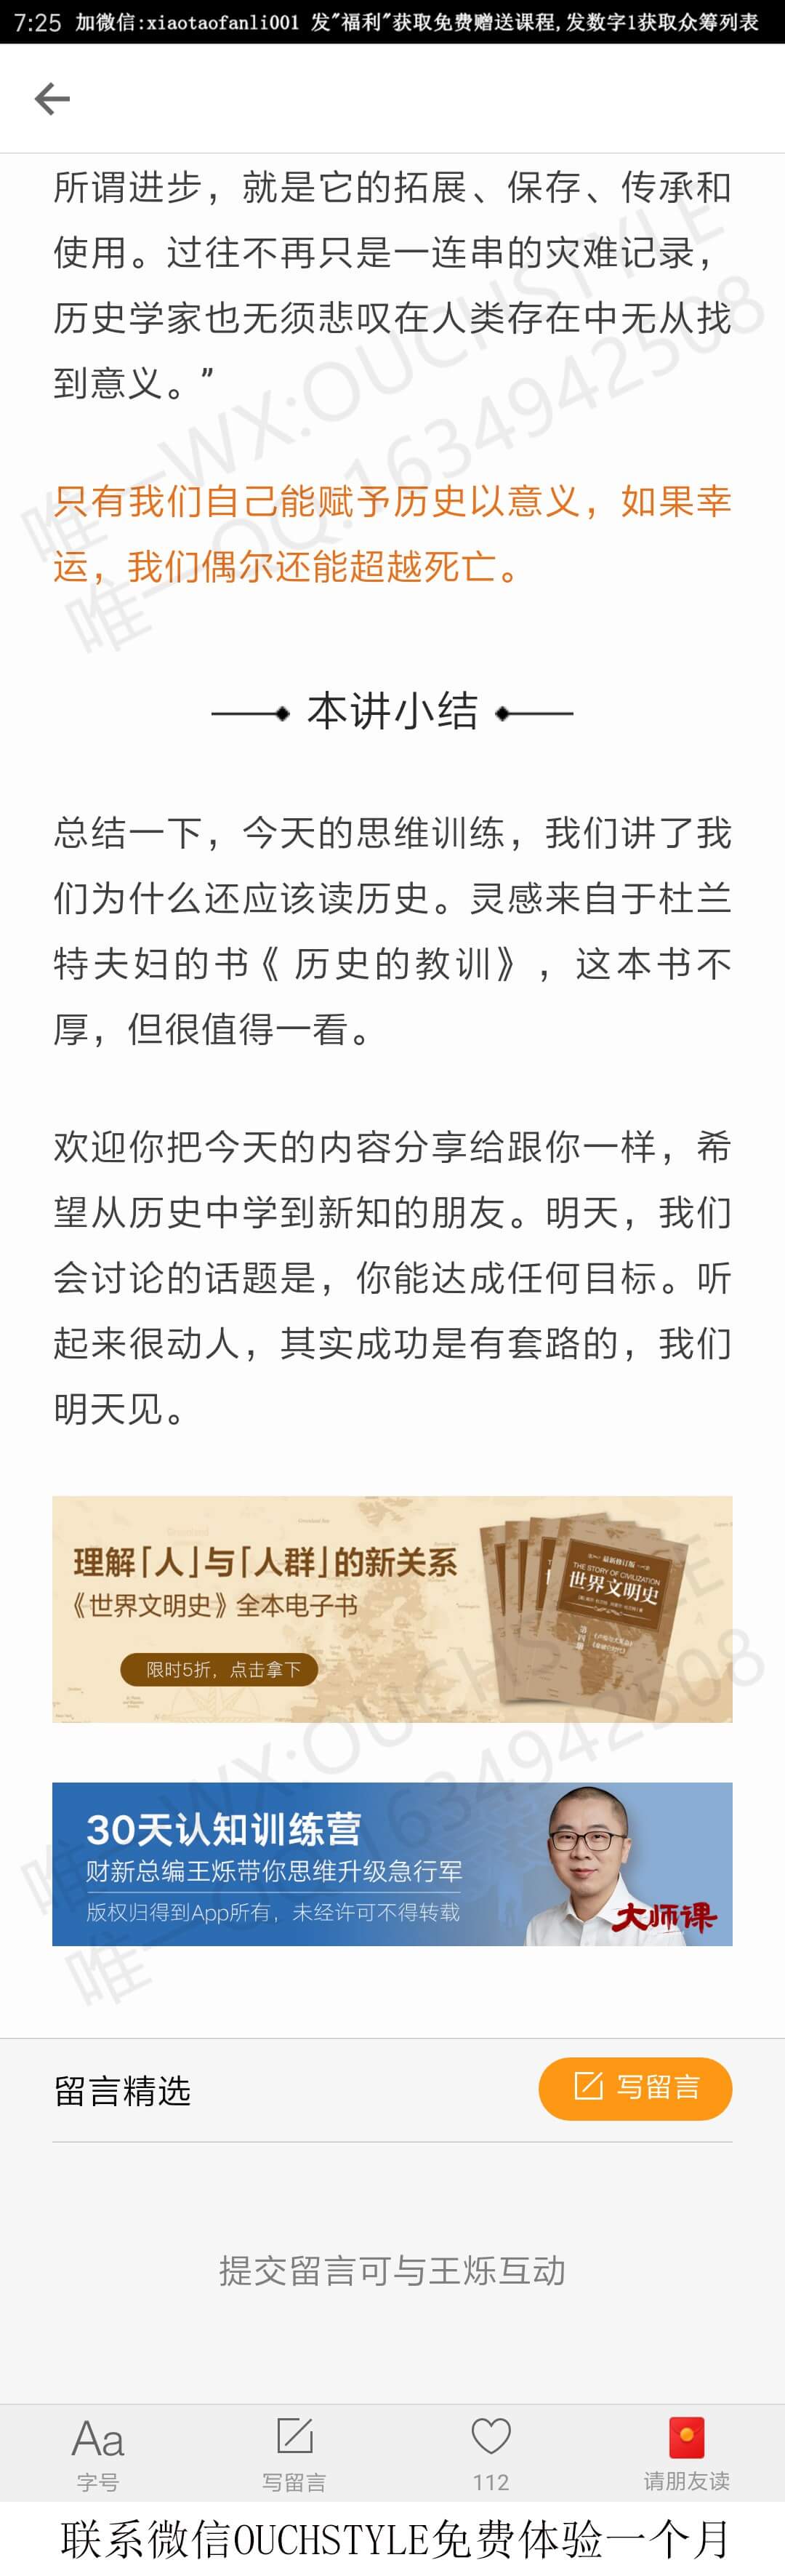 7:25 加微信:xiaotaofanli001 发"福利"获取免费赠送课程,发数字1获取众筹列表
所谓进步，就是它的拓展、保存、传承和
使用。过往不再只是一连串的灾难记录，
历史学家也无须悲叹在人类存在中无从找
到意义。”
只有我们自己能赋予历史以意义，如果幸
运，我们偶尔还能超越死亡。
唯一WX:OUCHSTYLE
唯一QQ:1634942508
本讲小结
总结一下，今天的思维训练，我们讲了我
们为什么还应该读历史。灵感来自于杜兰
特夫妇的书《历史的教训》，这本书不
厚，但很值得一看。
欢迎你把今天的内容分享给跟你一样，希
望从历史中学到新知的朋友。明天，我们
会讨论的话题是，你能达成任何目标。听
起来很动人，其实成功是有套路的，我们
明天见。
理解「人」与「人群」的新关系
《世界文明史》全本电子书
限时5折，点击拿下
最新修订版
THE STORY OF CIVILIZATION
世界文明史
唯一WX:OUCHSTYLE
唯一QQ:1634942508
30天认知训练营
财新总编王烁带你思维升级急行军
版权归得到App所有，未经许可不得转载
大师课
留言精选
写留言
提交留言可与王烁互动
Aa
字号 写留言 112 请朋友读
联系微信OUCHSTYLE免费体验一个月